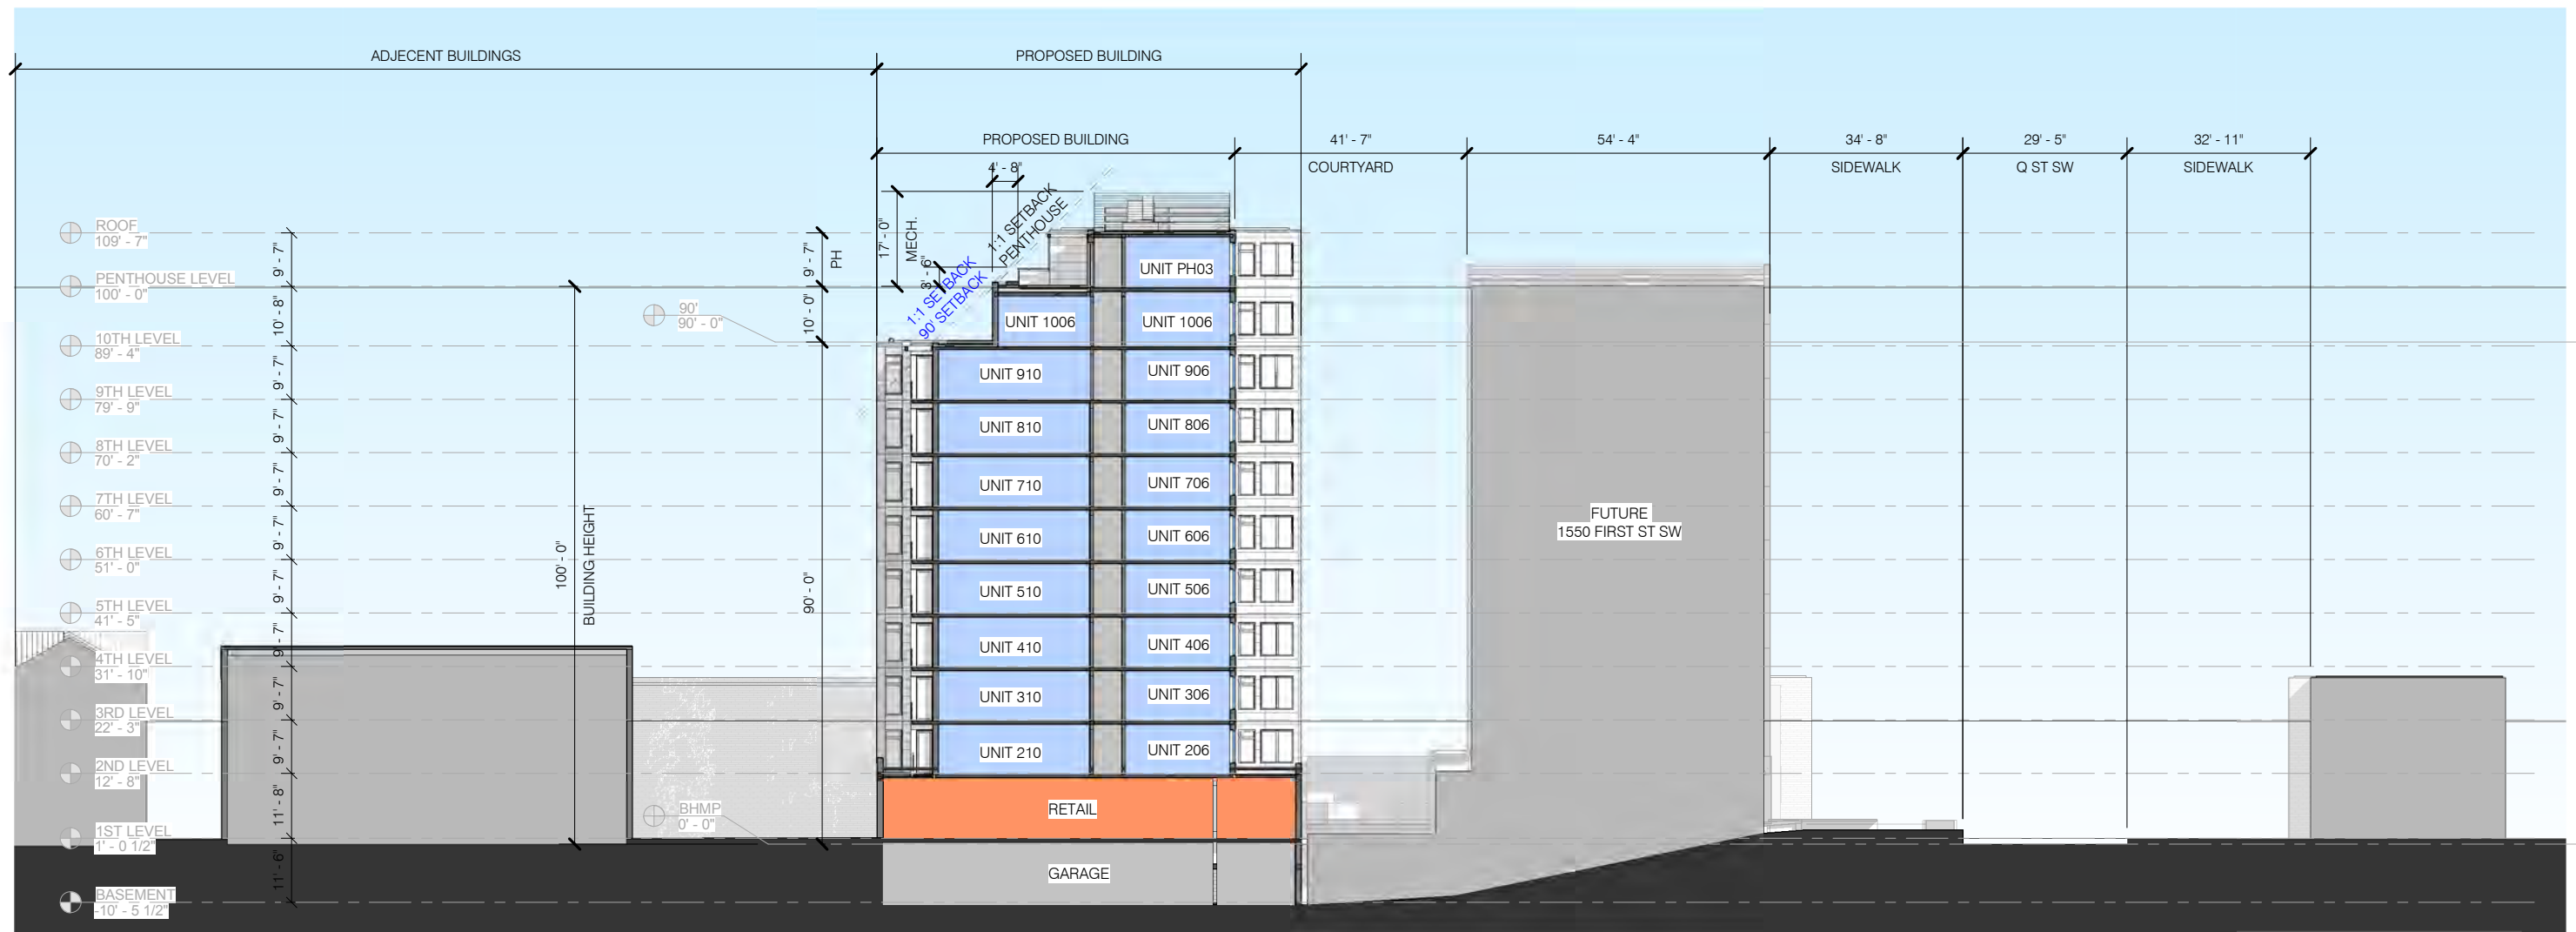 ADJECENT BUILDINGS
PROPOSED BUILDING
PROPOSED BUILDING
41' - 7"
54' - 4"
34' - 8"
29' - 5"
32' - 11"
COURTYARD
SIDEWALK
Q ST SW
SIDEWALK
4' - 8"
17' - 0"
MECH.
3' - 6"
1:1 SETBACK
PENTHOUSE
1:1 SETBACK
90' SETBACK
9' - 7"
PH
10' - 0"
90' - 0"
90'
90' - 0"
100' - 0"
BUILDING HEIGHT
BHMP
0' - 0"
ROOF
109' - 7"
9' - 7"
PENTHOUSE LEVEL
100' - 0"
10' - 8"
10TH LEVEL
89' - 4"
9' - 7"
9TH LEVEL
79' - 9"
9' - 7"
8TH LEVEL
70' - 2"
9' - 7"
7TH LEVEL
60' - 7"
9' - 7"
6TH LEVEL
51' - 0"
9' - 7"
5TH LEVEL
41' - 5"
9' - 7"
4TH LEVEL
31' - 10"
9' - 7"
3RD LEVEL
22' - 3"
9' - 7"
2ND LEVEL
12' - 8"
11' - 8"
1ST LEVEL
1' - 0 1/2"
11' - 6"
BASEMENT
-10' - 5 1/2"
UNIT PH03
UNIT 1006
UNIT 1006
UNIT 910
UNIT 906
UNIT 810
UNIT 806
UNIT 710
UNIT 706
UNIT 610
UNIT 606
UNIT 510
UNIT 506
UNIT 410
UNIT 406
UNIT 310
UNIT 306
UNIT 210
UNIT 206
RETAIL
GARAGE
FUTURE
1550 FIRST ST SW